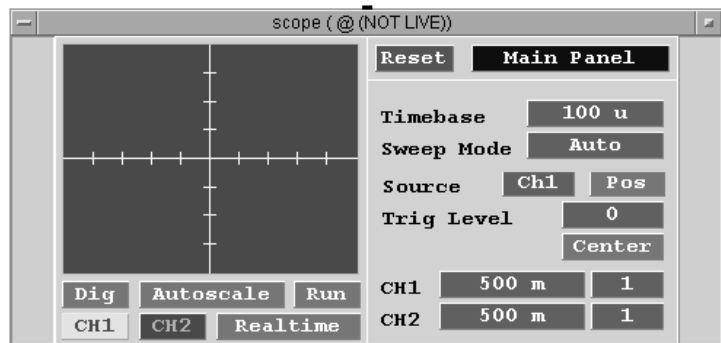 scope ( @ (NOT LIVE))
Reset Main Panel
Timebase 100 u
Sweep Mode Auto
Source Ch1 Pos
Trig Level 0
Center
Dig Autoscale Run
CH1 500 m 1
CH1 CH2 Realtime
CH2 500 m 1